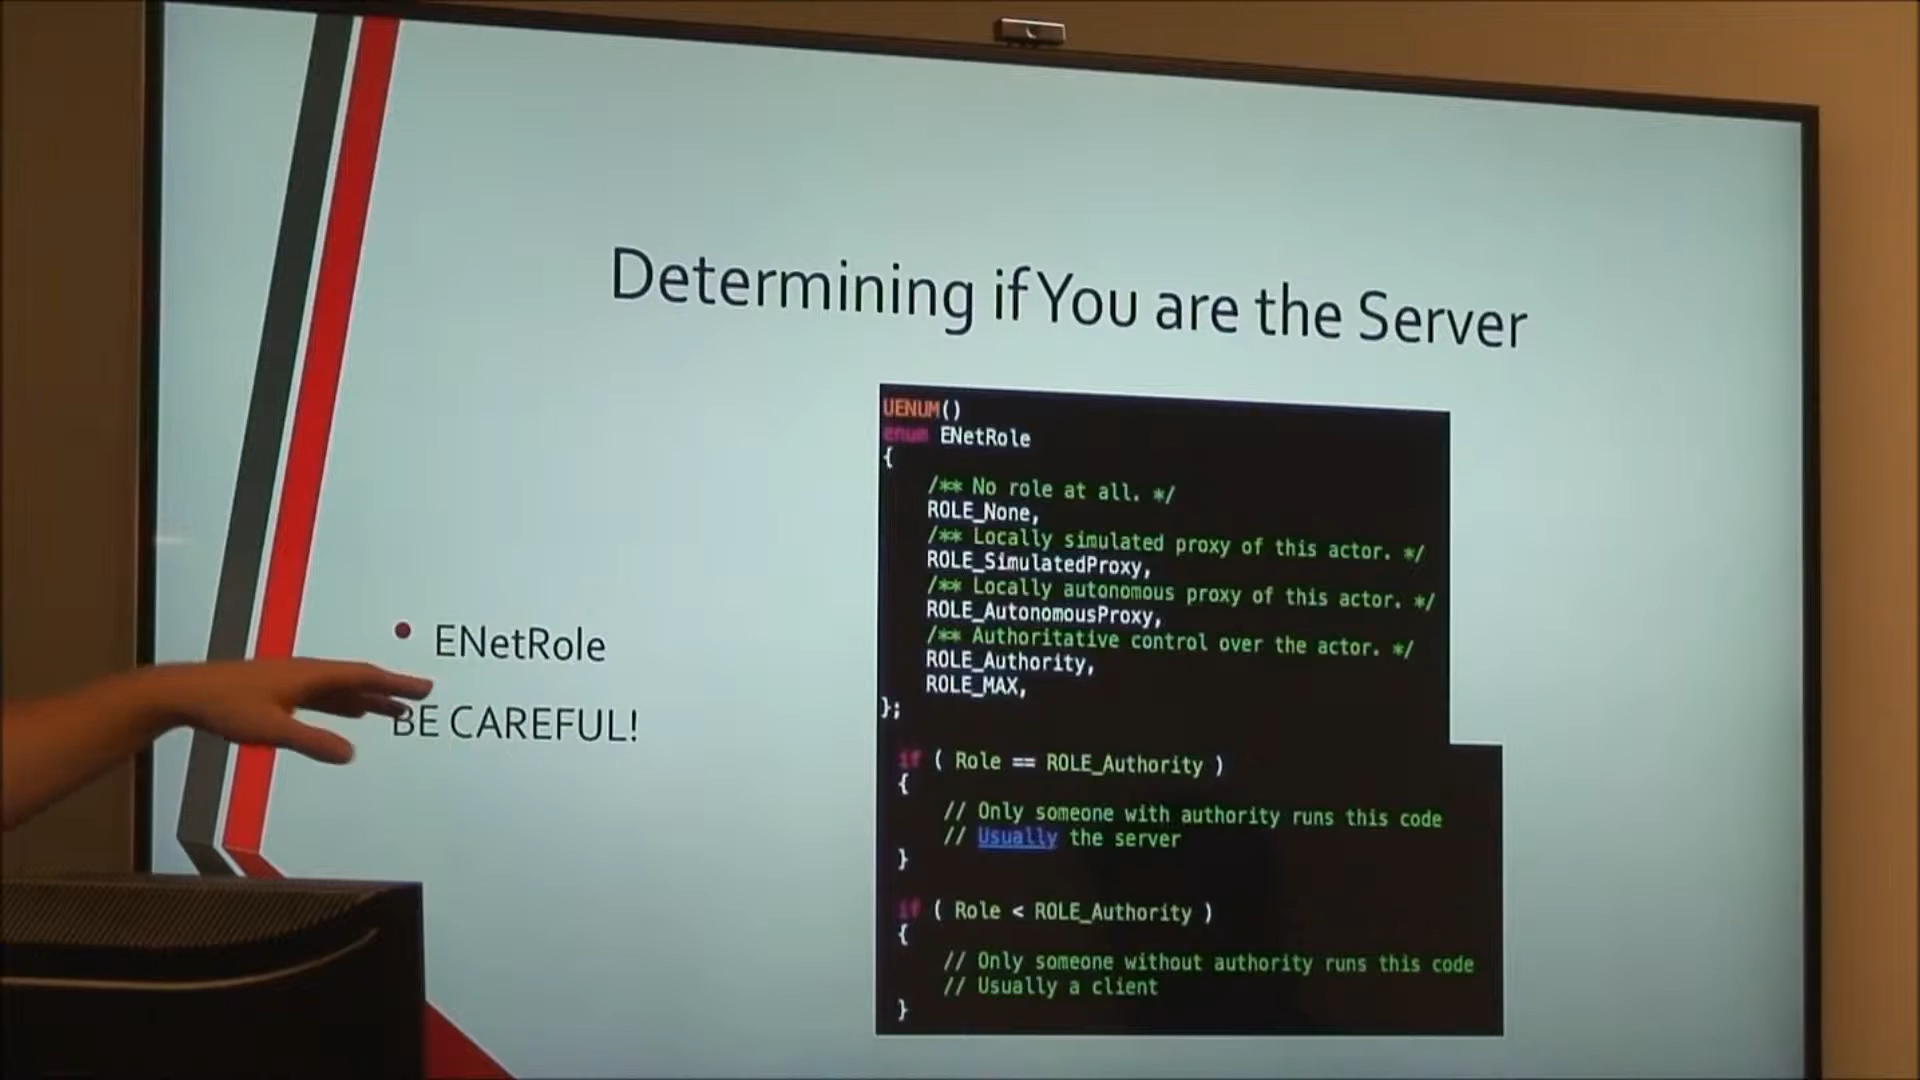 Determining if You are the Server
• ENetRole
BE CAREFUL!
UENUM()
enum ENetRole
{
/** No role at all. */
ROLE_None,
/** Locally simulated proxy of this actor. */
ROLE_SimulatedProxy,
/** Locally autonomous proxy of this actor. */
ROLE_AutonomousProxy,
/** Authoritative control over the actor. */
ROLE_Authority,
ROLE_MAX,
};
if ( Role == ROLE_Authority )
{
// Only someone with authority runs this code
// Usually the server
}
if ( Role < ROLE_Authority )
{
// Only someone without authority runs this code
// Usually a client
}